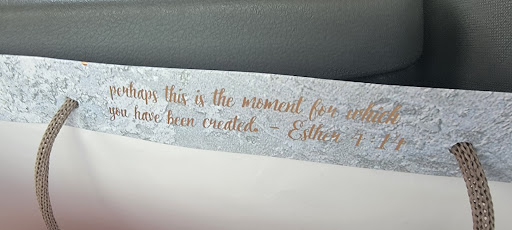 perhaps this is the moment for which
you have been created. - Esther 4:14